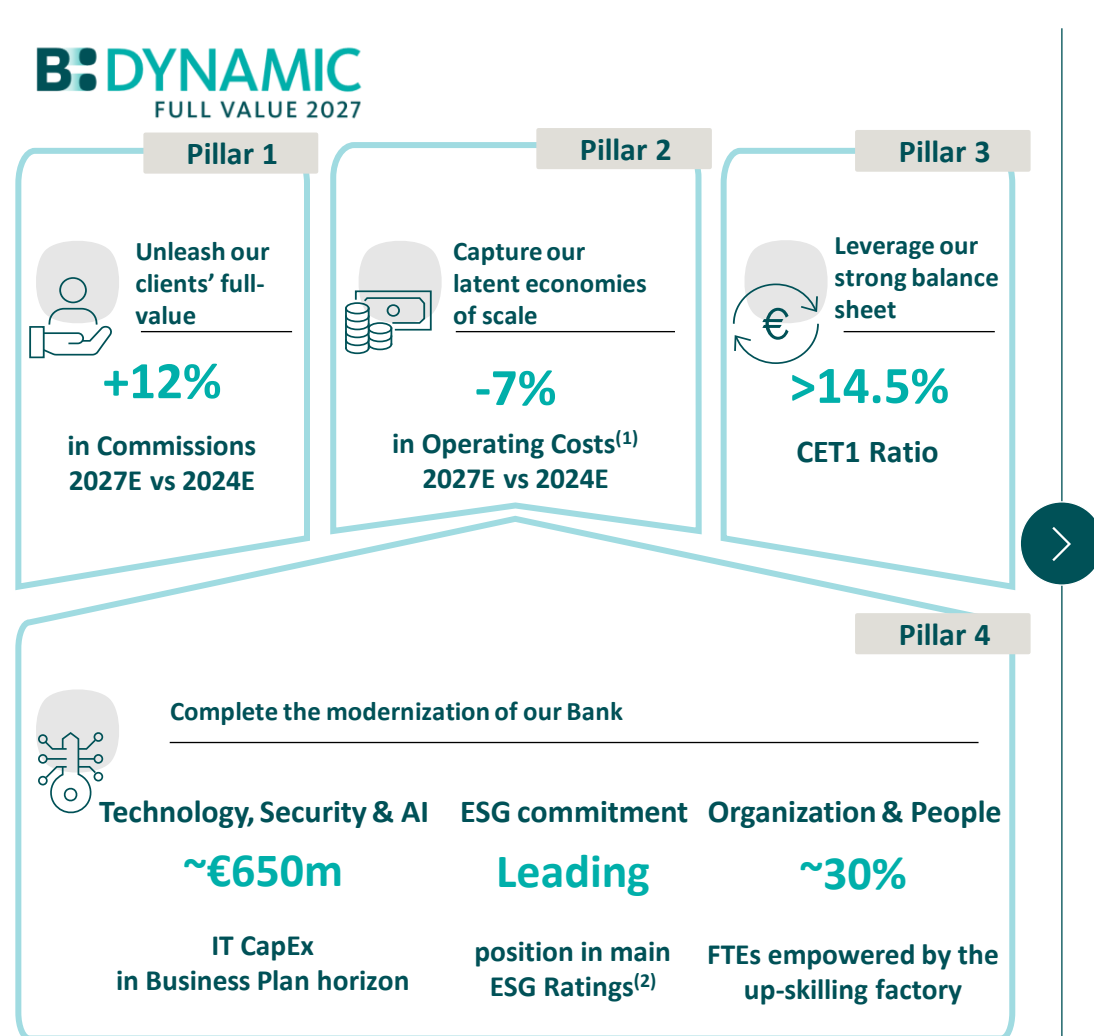 B:DYNAMIC
FULL VALUE 2027
Pillar 1
Unleash our
clients’ full-
value
+12%
in Commissions
2027E vs 2024E
Pillar 2
Capture our
latent economies
of scale
-7%
in Operating Costs(1)
2027E vs 2024E
Pillar 3
Leverage our
strong balance
sheet
€
>14.5%
CET1 Ratio
Pillar 4
Complete the modernization of our Bank
Technology, Security & AI
~€650m
IT CapEx
in Business Plan horizon
ESG commitment
Leading
position in main
ESG Ratings(2)
Organization & People
~30%
FTEs empowered by the
up-skilling factory